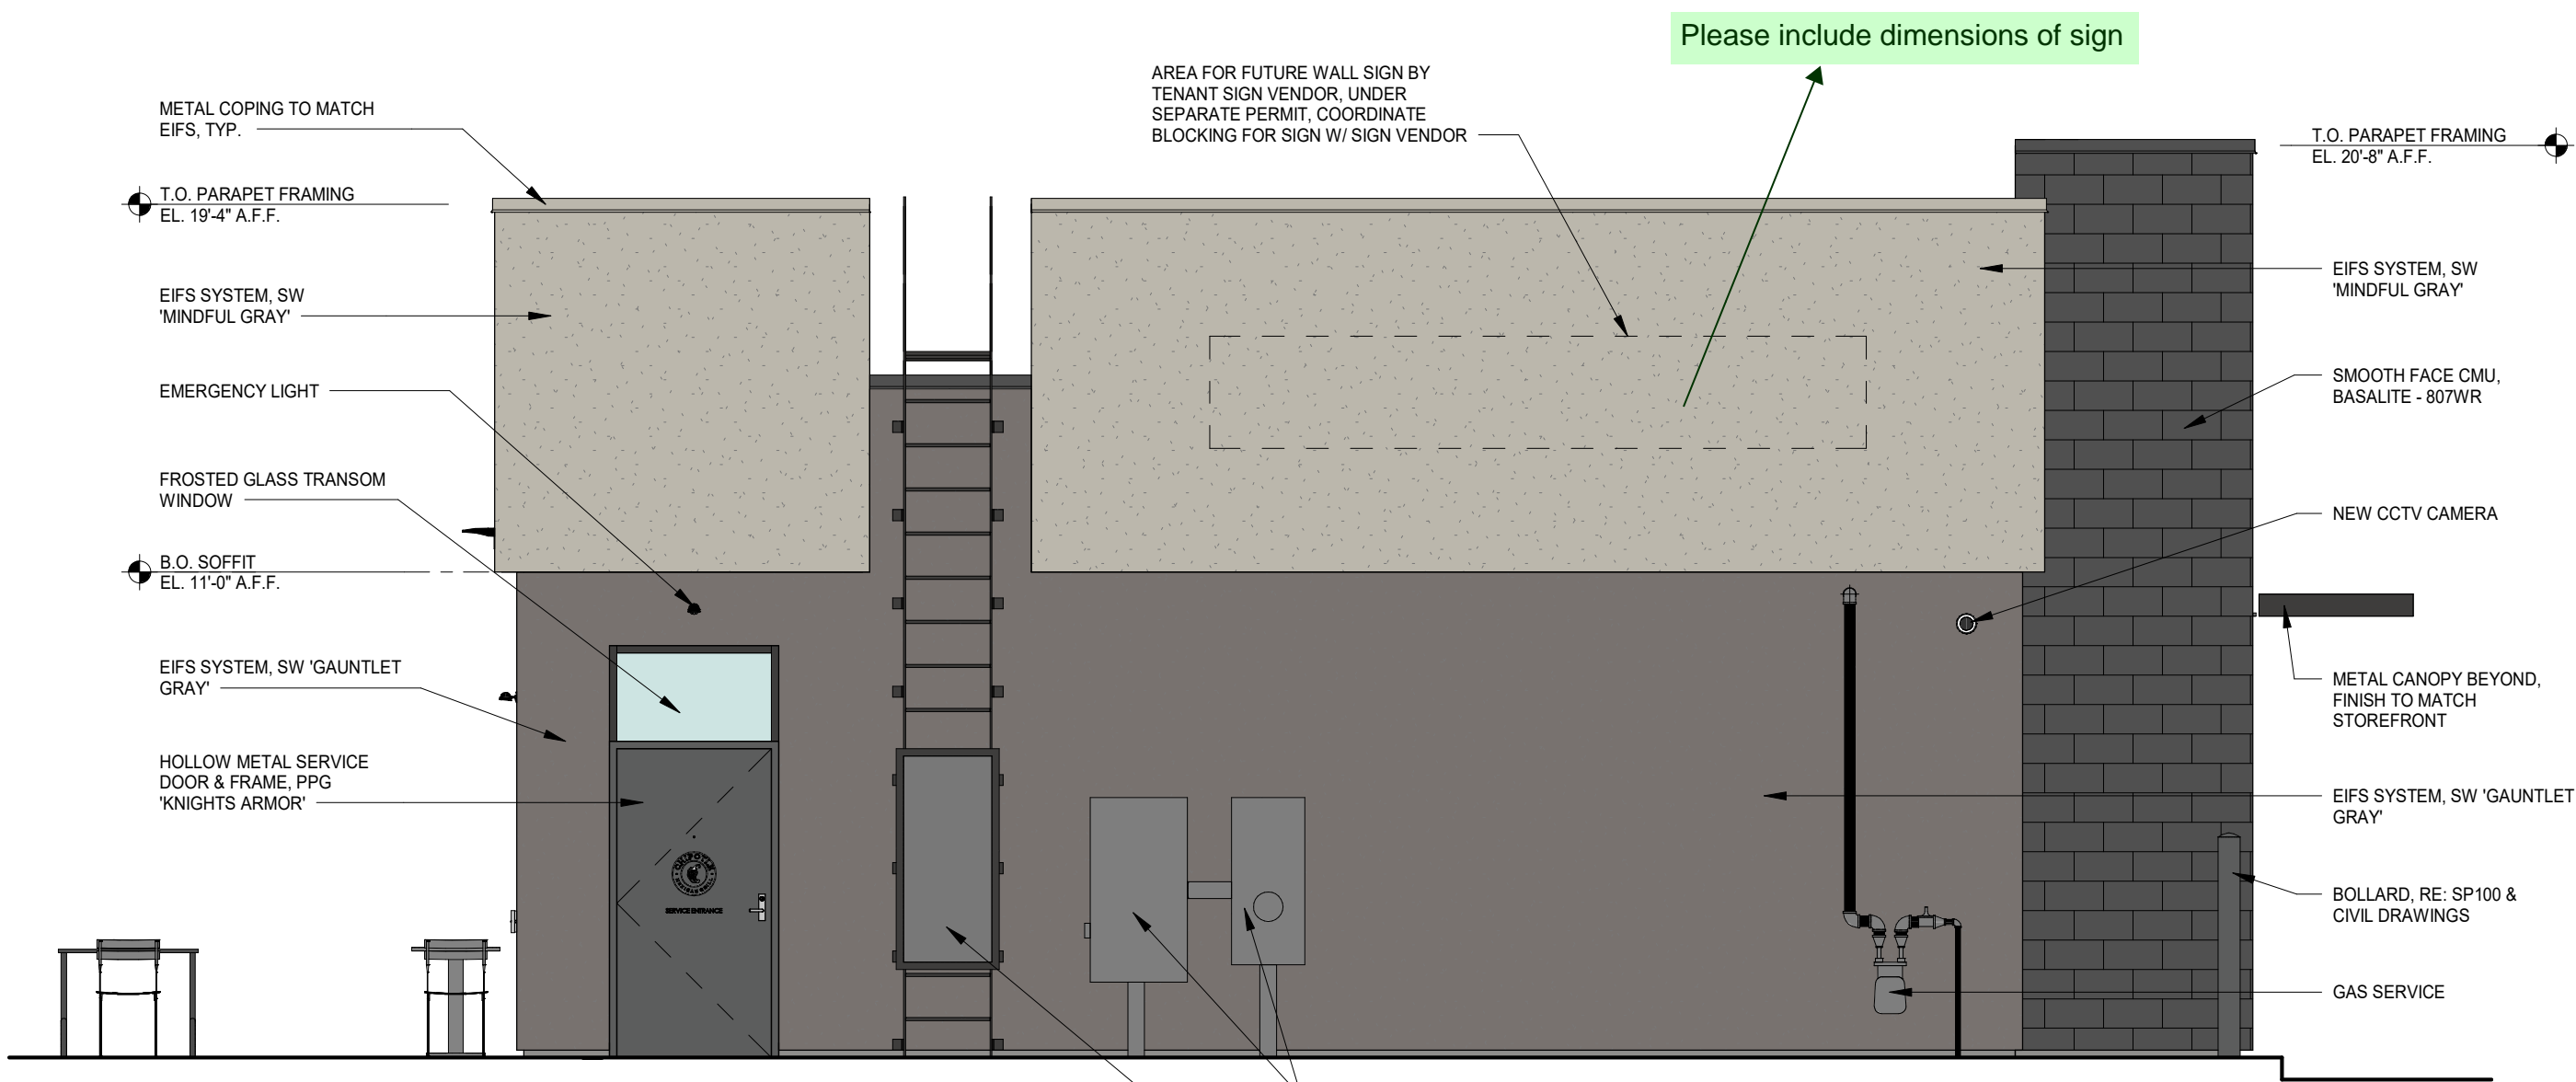 Please include dimensions of sign
AREA FOR FUTURE WALL SIGN BY
TENANT SIGN VENDOR, UNDER
SEPARATE PERMIT, COORDINATE
BLOCKING FOR SIGN W/ SIGN VENDOR
METAL COPING TO MATCH
EIFS, TYP.
T.O. PARAPET FRAMING
EL. 19'-4" A.F.F.
EIFS SYSTEM, SW
'MINDFUL GRAY'
EMERGENCY LIGHT
FROSTED GLASS TRANSOM
WINDOW
B.O. SOFFIT
EL. 11'-0" A.F.F.
EIFS SYSTEM, SW 'GAUNTLET
GRAY'
HOLLOW METAL SERVICE
DOOR & FRAME, PPG
'KNIGHTS ARMOR'
CHIPOTLE
MEXICAN GRILL
SERVICE ENTRANCE
T.O. PARAPET FRAMING
EL. 20'-8" A.F.F.
EIFS SYSTEM, SW
'MINDFUL GRAY'
SMOOTH FACE CMU,
BASALITE - 807WR
NEW CCTV CAMERA
METAL CANOPY BEYOND,
FINISH TO MATCH
STOREFRONT
EIFS SYSTEM, SW 'GAUNTLET
GRAY'
BOLLARD, RE: SP100 &
CIVIL DRAWINGS
GAS SERVICE